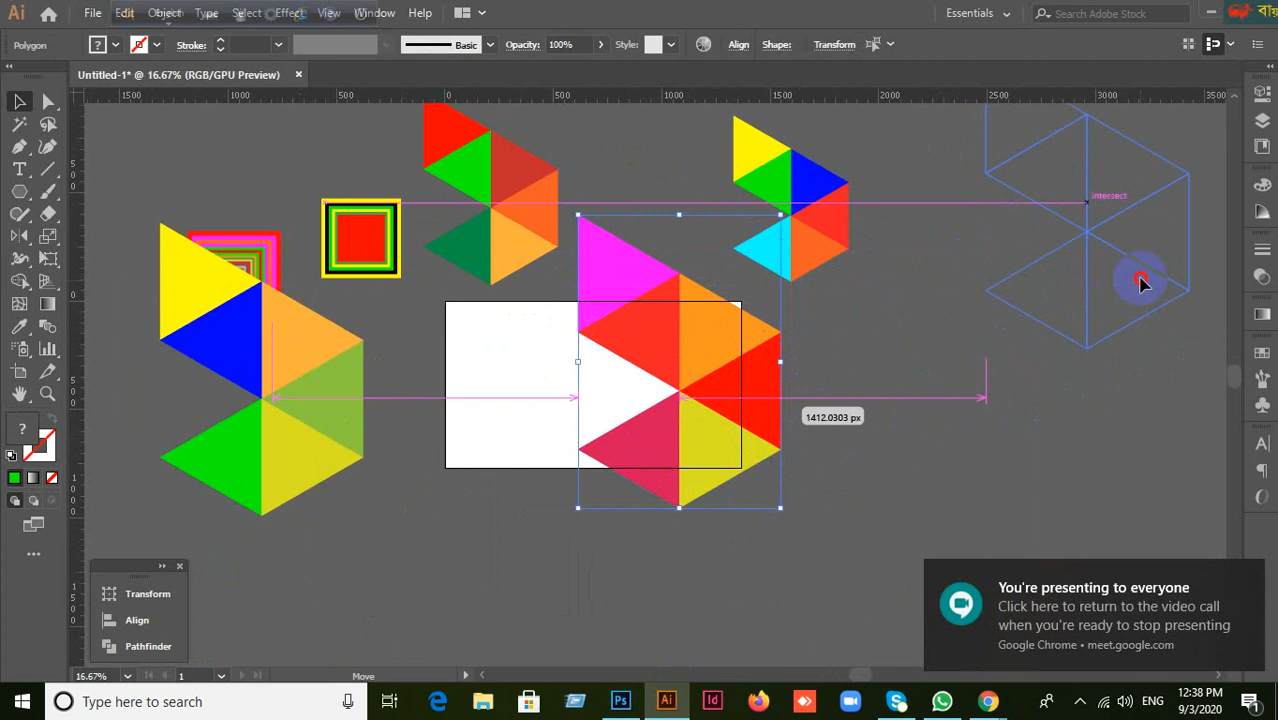 Ai File Edit Object Type Select Effect View Window Help Essentials Search Adobe Stock বায়
Polygon ? Stroke: Basic Opacity: 100% Style: Align Shape: Transform
Untitled-1* @ 16.67% (RGB/GPU Preview)
1500 1000 500 0 500 1000 1500 2000 2500 3000 3500
intersect
1412.0303 px
?
Transform
Align
Pathfinder
You're presenting to everyone
Click here to return to the video call
when you're ready to stop presenting
Google Chrome • meet.google.com
16.67% 1 Move
Type here to search Ps Ai Id ENG 12:38 PM
9/3/2020 1